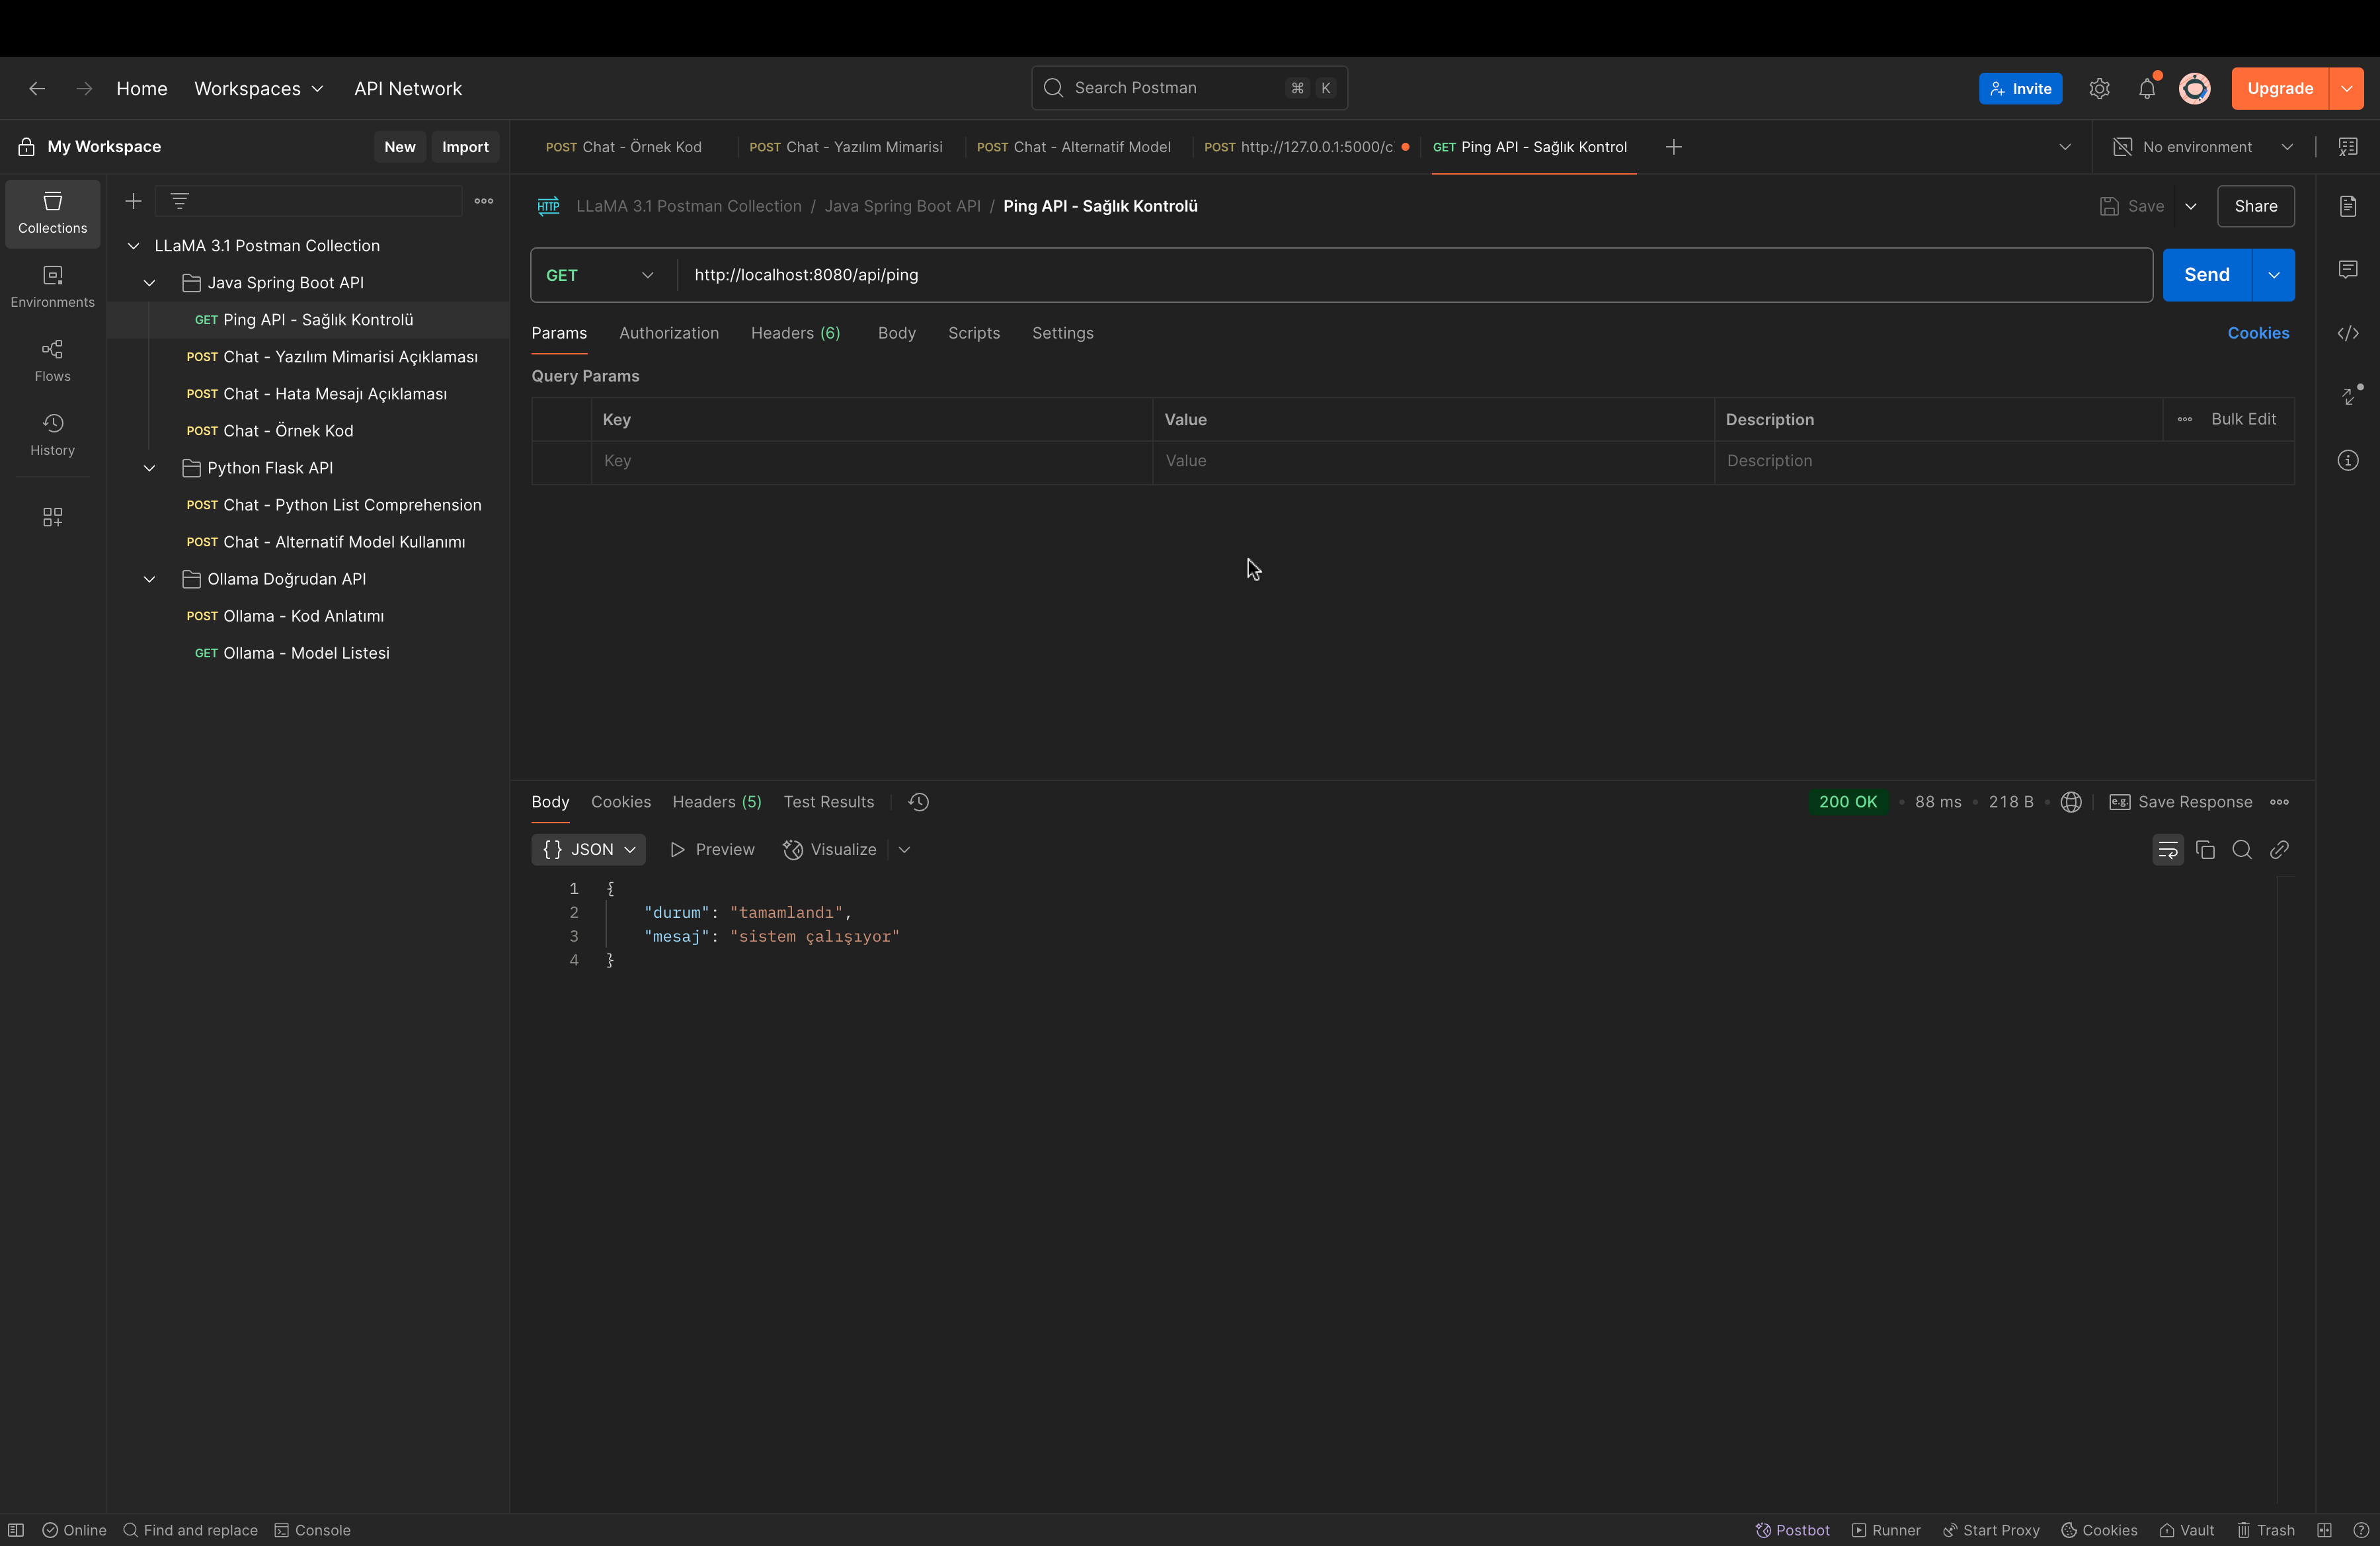 Home Workspaces API Network
Search Postman ⌘ K
Invite Upgrade
My Workspace New Import
POST Chat - Örnek Kod
POST Chat - Yazılım Mimarisi
POST Chat - Alternatif Model
POST http://127.0.0.1:5000/c
GET Ping API - Sağlık Kontrol
No environment
Collections
Environments
Flows
History
LLaMA 3.1 Postman Collection
Java Spring Boot API
GET Ping API - Sağlık Kontrolü
POST Chat - Yazılım Mimarisi Açıklaması
POST Chat - Hata Mesajı Açıklaması
POST Chat - Örnek Kod
Python Flask API
POST Chat - Python List Comprehension
POST Chat - Alternatif Model Kullanımı
Ollama Doğrudan API
POST Ollama - Kod Anlatımı
GET Ollama - Model Listesi
HTTP LLaMA 3.1 Postman Collection / Java Spring Boot API / Ping API - Sağlık Kontrolü
Save Share
GET http://localhost:8080/api/ping Send
Params Authorization Headers (6) Body Scripts Settings Cookies
Query Params
Key Value Description Bulk Edit
Key Value Description
Body Cookies Headers (5) Test Results
200 OK • 88 ms • 218 B • e.g. Save Response
{} JSON Preview Visualize
1 {
2 "durum": "tamamlandı",
3 "mesaj": "sistem çalışıyor"
4 }
Online Find and replace Console
Postbot Runner Start Proxy Cookies Vault Trash